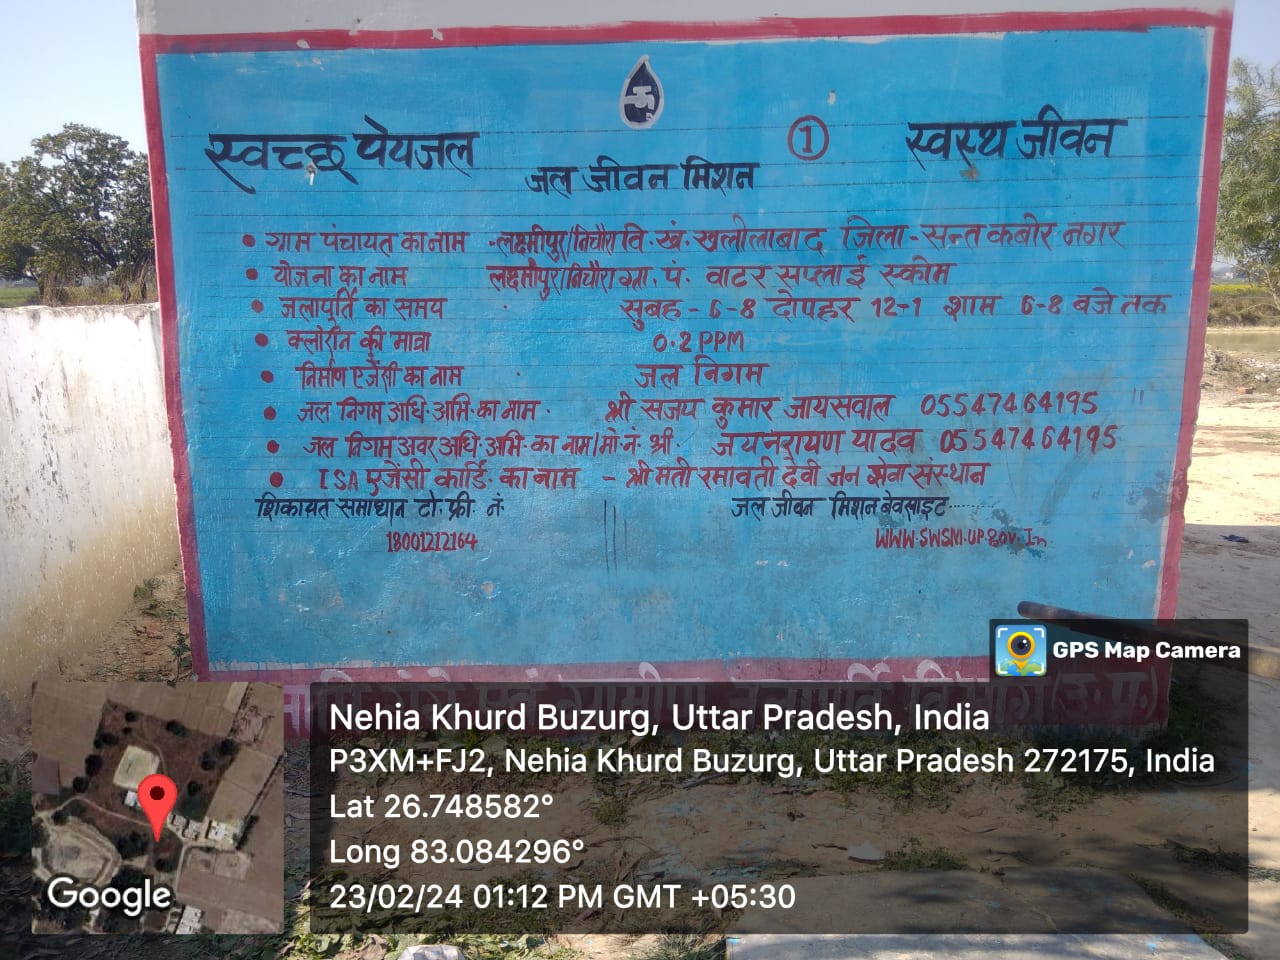 स्वच्छ पेयजल
1
स्वस्थ जीवन
जल जीवन मिशन
• ग्राम पंचायत का नाम - लक्ष्मीपुर/निचौरा वि.खं. खलीलाबाद जिला - सन्त कबीर नगर
• योजना का नाम लक्ष्मीपुर/निचौरा ग्रा. पं. वाटर सप्लाई स्कीम
• जलापूर्ति का समय सुबह - 6-8 दोपहर 12-1 शाम 6-8 बजे तक
• क्लोरीन की मात्रा 0.2 PPM
• निर्माण एजेंसी का नाम जल निगम
• जल निगम अधि. अभि. का नाम. श्री सजय कुमार जायसवाल 05547464195 "
• जल निगम अवर अधि. अभि. का नाम/मो. नं. श्री. जयनरायण यादव 05547464195
• ISA एजेंसी कार्डि. का नाम - श्रीमती रमावती देवी जन सेवा संस्थान
शिकायत समाधान टो. फ्री. नं. जल जीवन मिशन बेवसाइट........
18001212164 WWW.SWSM.UP.Gov.In
एवं ग्रामीण जलापूर्ति विभाग (उ.प्र.)
GPS Map Camera
Nehia Khurd Buzurg, Uttar Pradesh, India
P3XM+FJ2, Nehia Khurd Buzurg, Uttar Pradesh 272175, India
Lat 26.748582°
Long 83.084296°
23/02/24 01:12 PM GMT +05:30
Google